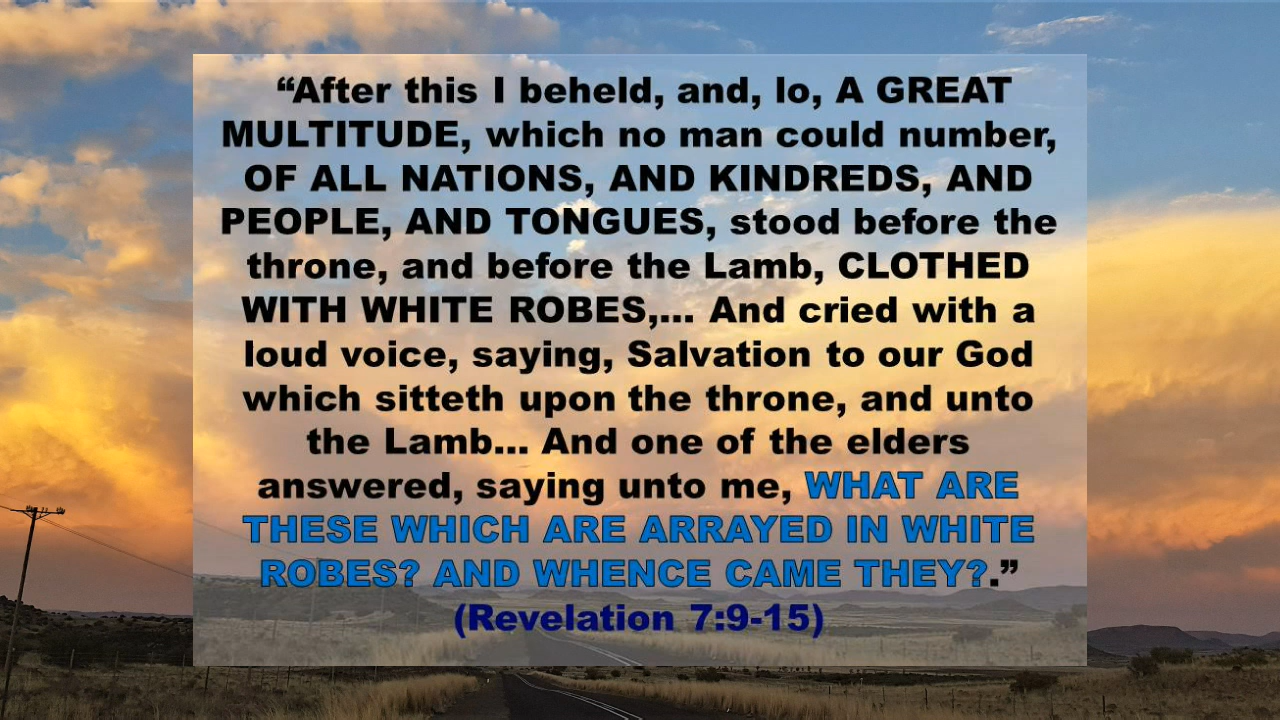 “After this I beheld, and, lo, A GREAT
MULTITUDE, which no man could number,
OF ALL NATIONS, AND KINDREDS, AND
PEOPLE, AND TONGUES, stood before the
throne, and before the Lamb, CLOTHED
WITH WHITE ROBES,... And cried with a
loud voice, saying, Salvation to our God
which sitteth upon the throne, and unto
the Lamb... And one of the elders
answered, saying unto me, WHAT ARE
THESE WHICH ARE ARRAYED IN WHITE
ROBES? AND WHENCE CAME THEY?.”
(Revelation 7:9-15)